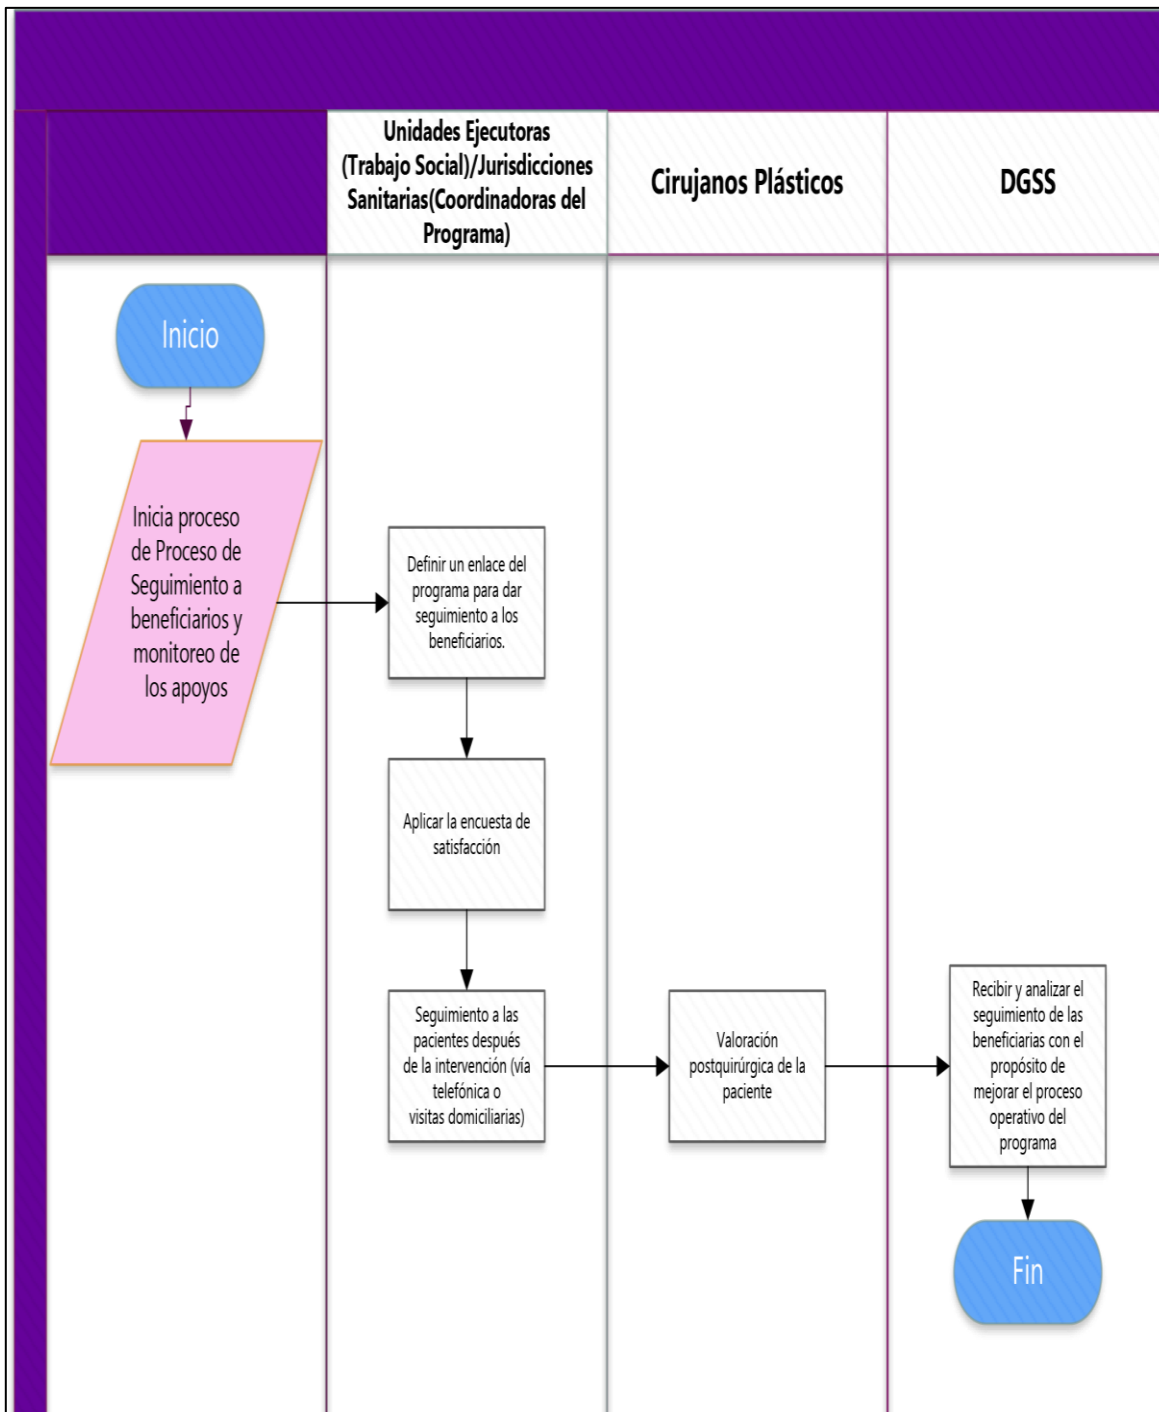 Unidades Ejecutoras
(Trabajo Social)/Jurisdicciones
Sanitarias(Coordinadoras del
Programa)
Cirujanos Plásticos
DGSS
Inicio
Inicia proceso
de Proceso de
Seguimiento a
beneficiarios y
monitoreo de
los apoyos
Definir un enlace del
programa para dar
seguimiento a los
beneficiarios.
Aplicar la encuesta de
satisfacción
Seguimiento a las
pacientes después
de la intervención (vía
telefónica o
visitas domiciliarias)
Valoración
postquirúrgica de la
paciente
Recibir y analizar el
seguimiento de las
beneficiarias con el
propósito de
mejorar el proceso
operativo del
programa
Fin